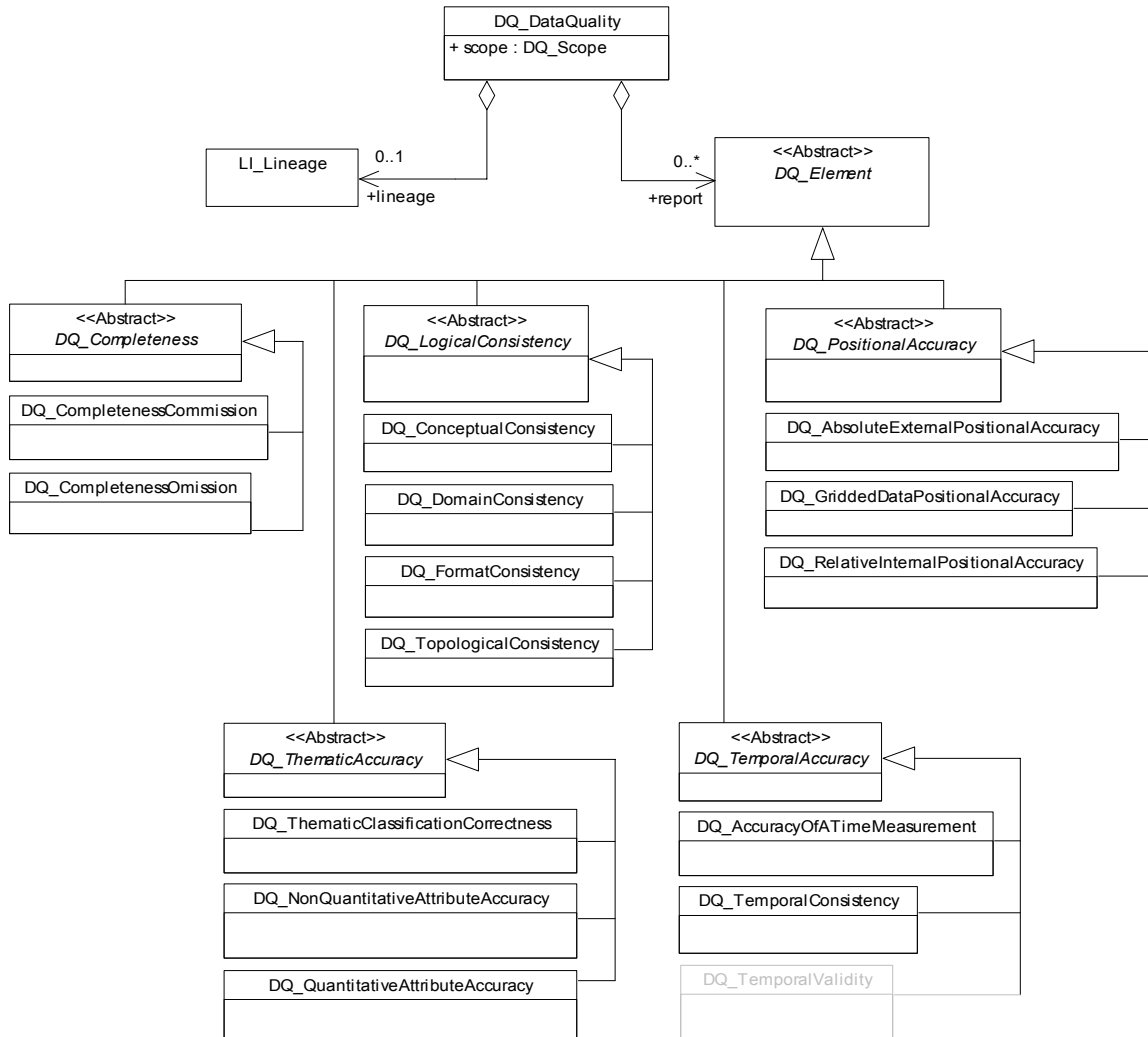 DQ_DataQuality
+ scope : DQ_Scope
LI_Lineage
0..1
+lineage
0..*
+report
<<Abstract>>
DQ_Element
<<Abstract>>
DQ_Completeness
<<Abstract>>
DQ_LogicalConsistency
<<Abstract>>
DQ_PositionalAccuracy
DQ_CompletenessCommission
DQ_CompletenessOmission
DQ_ConceptualConsistency
DQ_DomainConsistency
DQ_FormatConsistency
DQ_TopologicalConsistency
DQ_AbsoluteExternalPositionalAccuracy
DQ_GriddedDataPositionalAccuracy
DQ_RelativeInternalPositionalAccuracy
<<Abstract>>
DQ_ThematicAccuracy
DQ_ThematicClassificationCorrectness
DQ_NonQuantitativeAttributeAccuracy
DQ_QuantitativeAttributeAccuracy
<<Abstract>>
DQ_TemporalAccuracy
DQ_AccuracyOfATimeMeasurement
DQ_TemporalConsistency
DQ_TemporalValidity